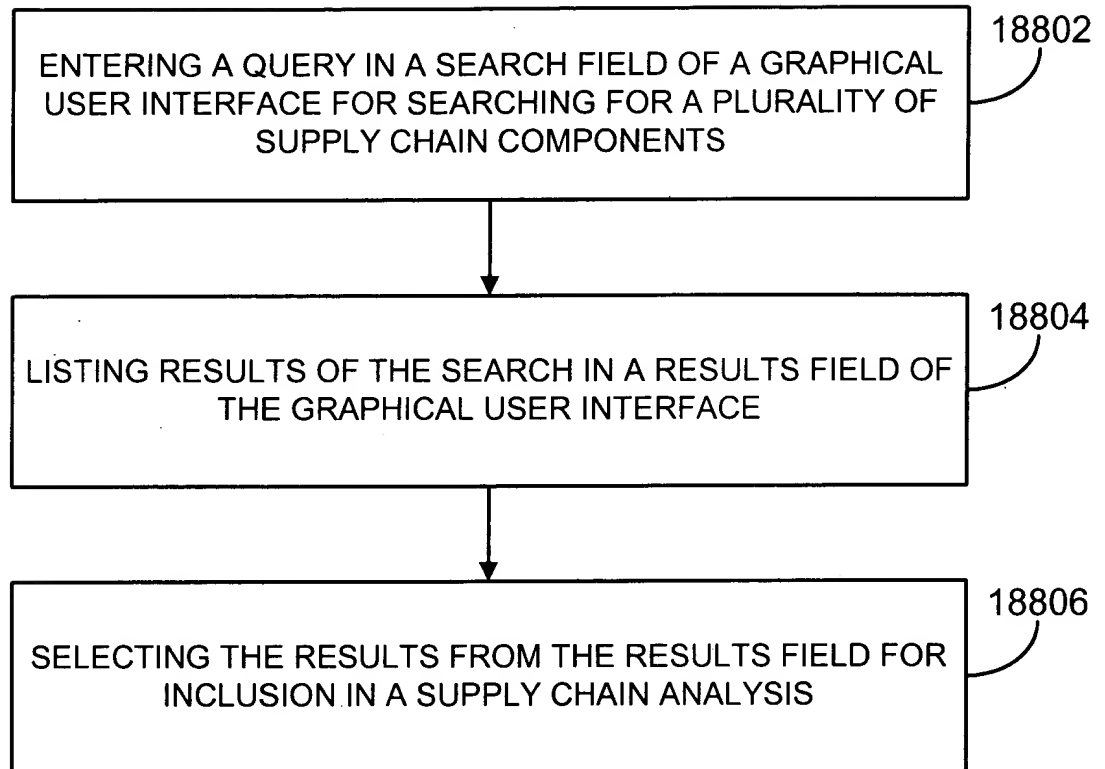 18802
ENTERING A QUERY IN A SEARCH FIELD OF A GRAPHICAL
USER INTERFACE FOR SEARCHING FOR A PLURALITY OF
SUPPLY CHAIN COMPONENTS
18804
LISTING RESULTS OF THE SEARCH IN A RESULTS FIELD OF
THE GRAPHICAL USER INTERFACE
18806
SELECTING THE RESULTS FROM THE RESULTS FIELD FOR
INCLUSION IN A SUPPLY CHAIN ANALYSIS